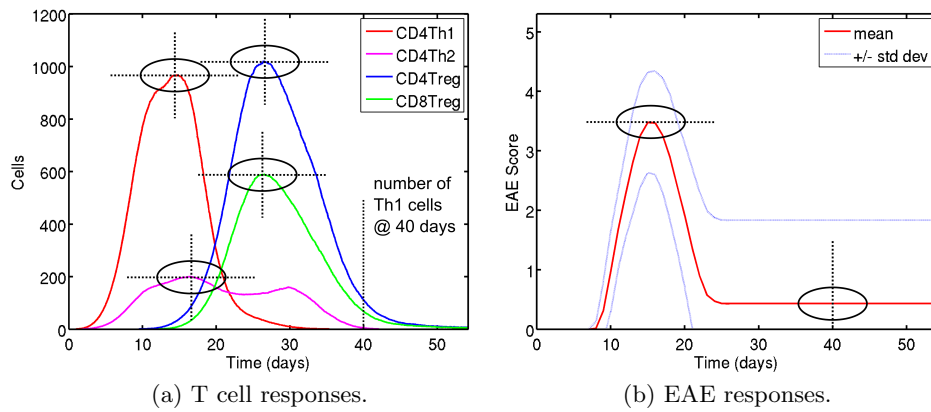 1200
1000
800
600
400
200
0
Cells
0 10 20 30 40 50
Time (days)
CD4Th1
CD4Th2
CD4Treg
CD8Treg
number of
Th1 cells
@ 40 days
(a) T cell responses.
5
4
3
2
1
0
EAE Score
0 10 20 30 40 50
Time (days)
mean
+/- std dev
(b) EAE responses.